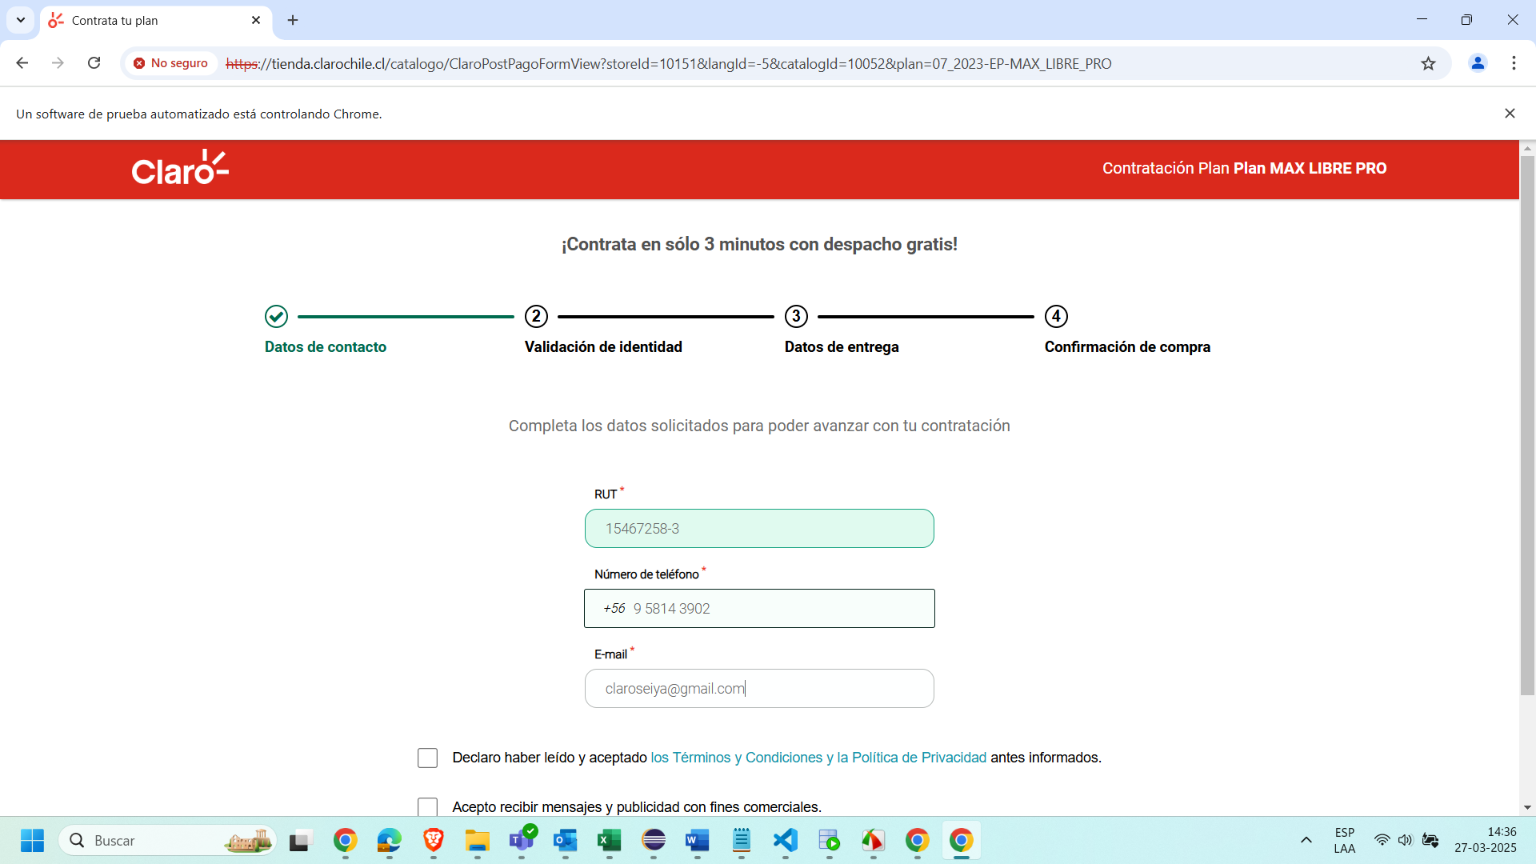 Contrata tu plan
No seguro
https://tienda.clarochile.cl/catalogo/ClaroPostPagoFormView?storeId=10151&langId=-5&catalogId=10052&plan=07_2023-EP-MAX_LIBRE_PRO
Un software de prueba automatizado está controlando Chrome.
Claro
Contratación Plan Plan MAX LIBRE PRO
¡Contrata en sólo 3 minutos con despacho gratis!
2 3 4
Datos de contacto Validación de identidad Datos de entrega Confirmación de compra
Completa los datos solicitados para poder avanzar con tu contratación
RUT *
15467258-3
Número de teléfono *
+56 9 5814 3902
E-mail *
claroseiya@gmail.com
Declaro haber leído y aceptado los Términos y Condiciones y la Política de Privacidad antes informados.
Acepto recibir mensajes y publicidad con fines comerciales.
Buscar
ESP
LAA
14:36
27-03-2025